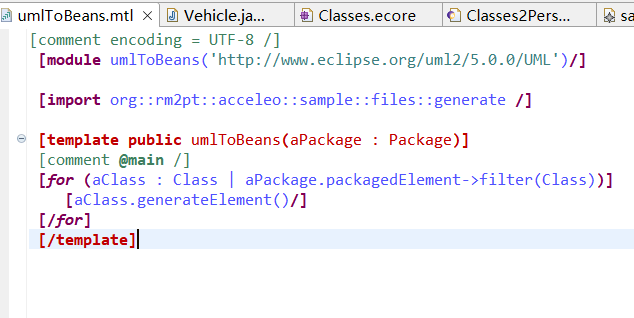 umlToBeans.mtl Vehicle.ja... Classes.ecore Classes2Pers... sa
[comment encoding = UTF-8 /]
[module umlToBeans('http://www.eclipse.org/uml2/5.0.0/UML')/]
[import org::rm2pt::acceleo::sample::files::generate /]
[template public umlToBeans(aPackage : Package)]
[comment @main /]
[for (aClass : Class | aPackage.packagedElement->filter(Class))]
[aClass.generateElement()/]
[/for]
[/template]